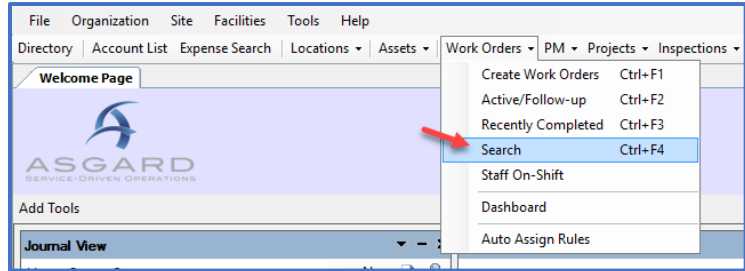 File Organization Site Facilities Tools Help
Directory Account List Expense Search Locations Assets Work Orders PM Projects Inspections
Welcome Page
Create Work Orders Ctrl+F1
Active/Follow-up Ctrl+F2
Recently Completed Ctrl+F3
Search Ctrl+F4
Staff On-Shift
Dashboard
Auto Assign Rules
ASGARD
SERVICE-DRIVEN OPERATIONS
Add Tools
Journal View